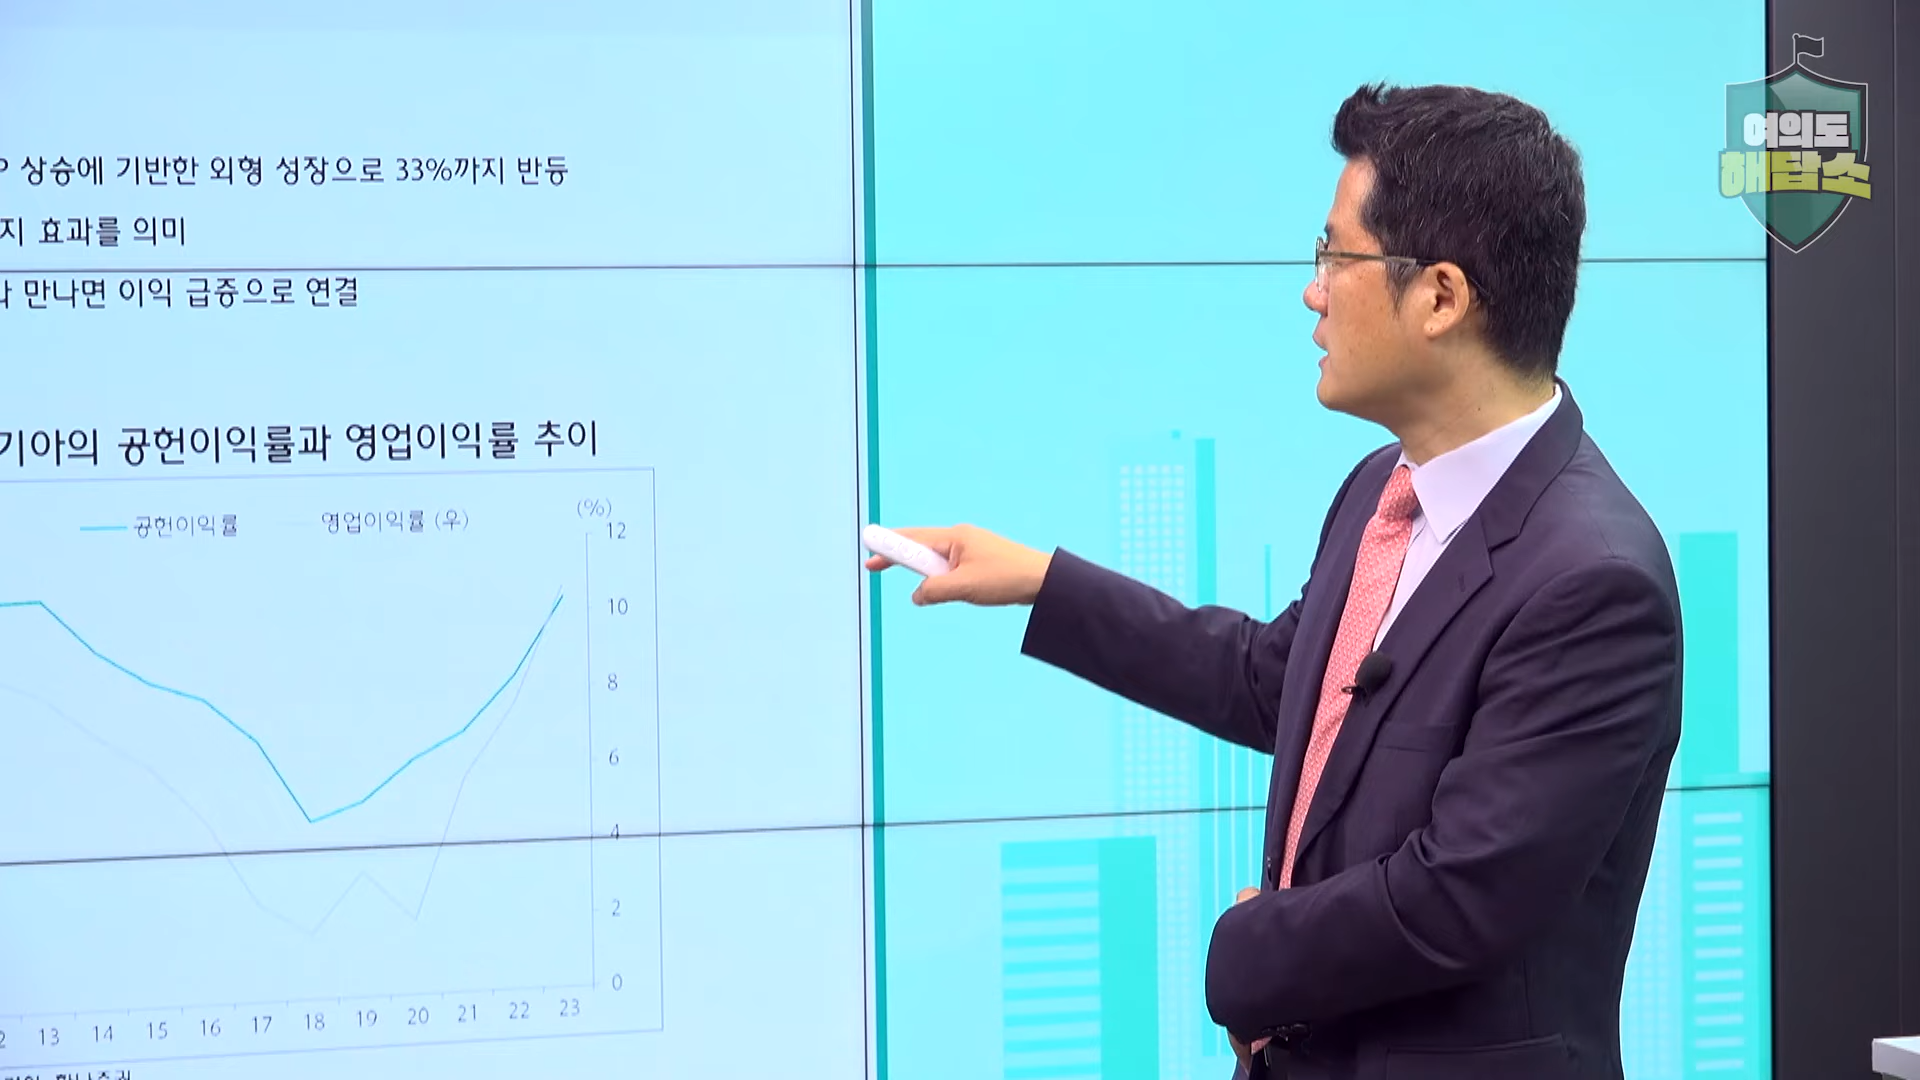 여의도
해답소
P 상승에 기반한 외형 성장으로 33%까지 반등
지 효과를 의미
만나면 이익 급증으로 연결
기아의 공헌이익률과 영업이익률 추이
공헌이익률 영업이익률 (우)
(%)
12
10
8
6
4
2
0
13 14 15 16 17 18 19 20 21 22 23